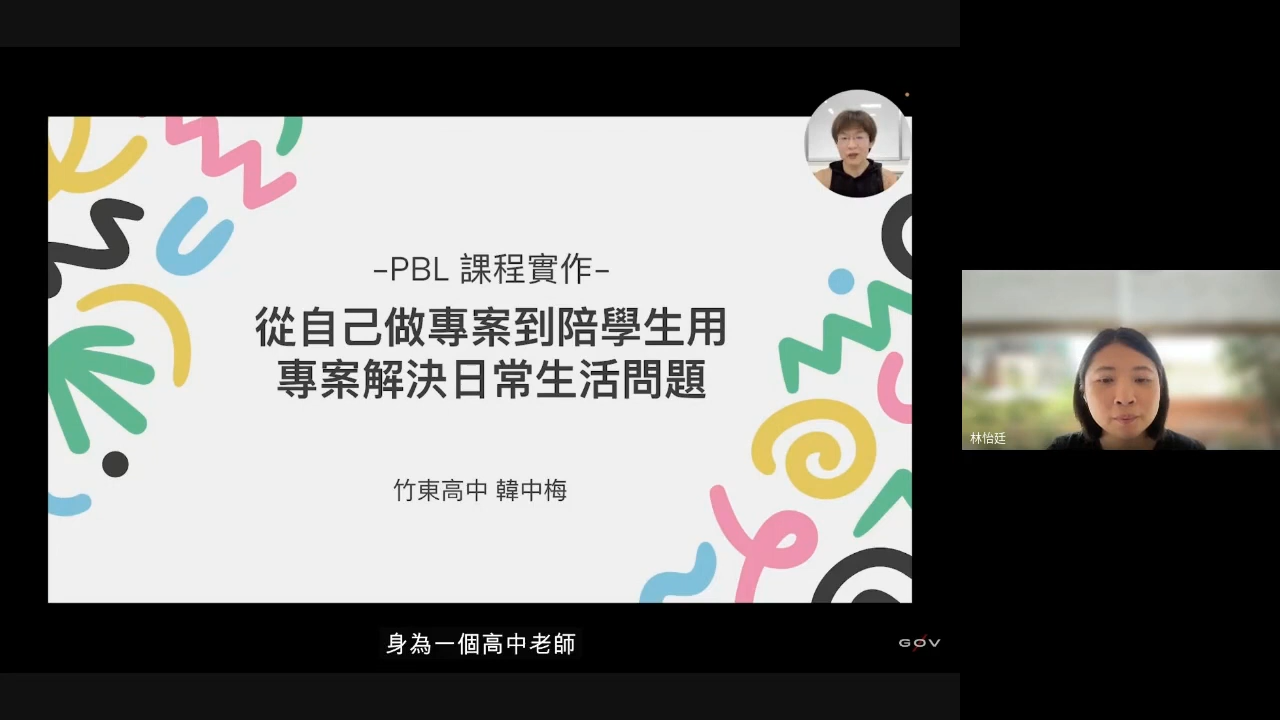 –PBL 課程實作–
從自己做專案到陪學生用
專案解決日常生活問題
竹東高中 韓中梅
林怡廷
身為一個高中老師
GOV